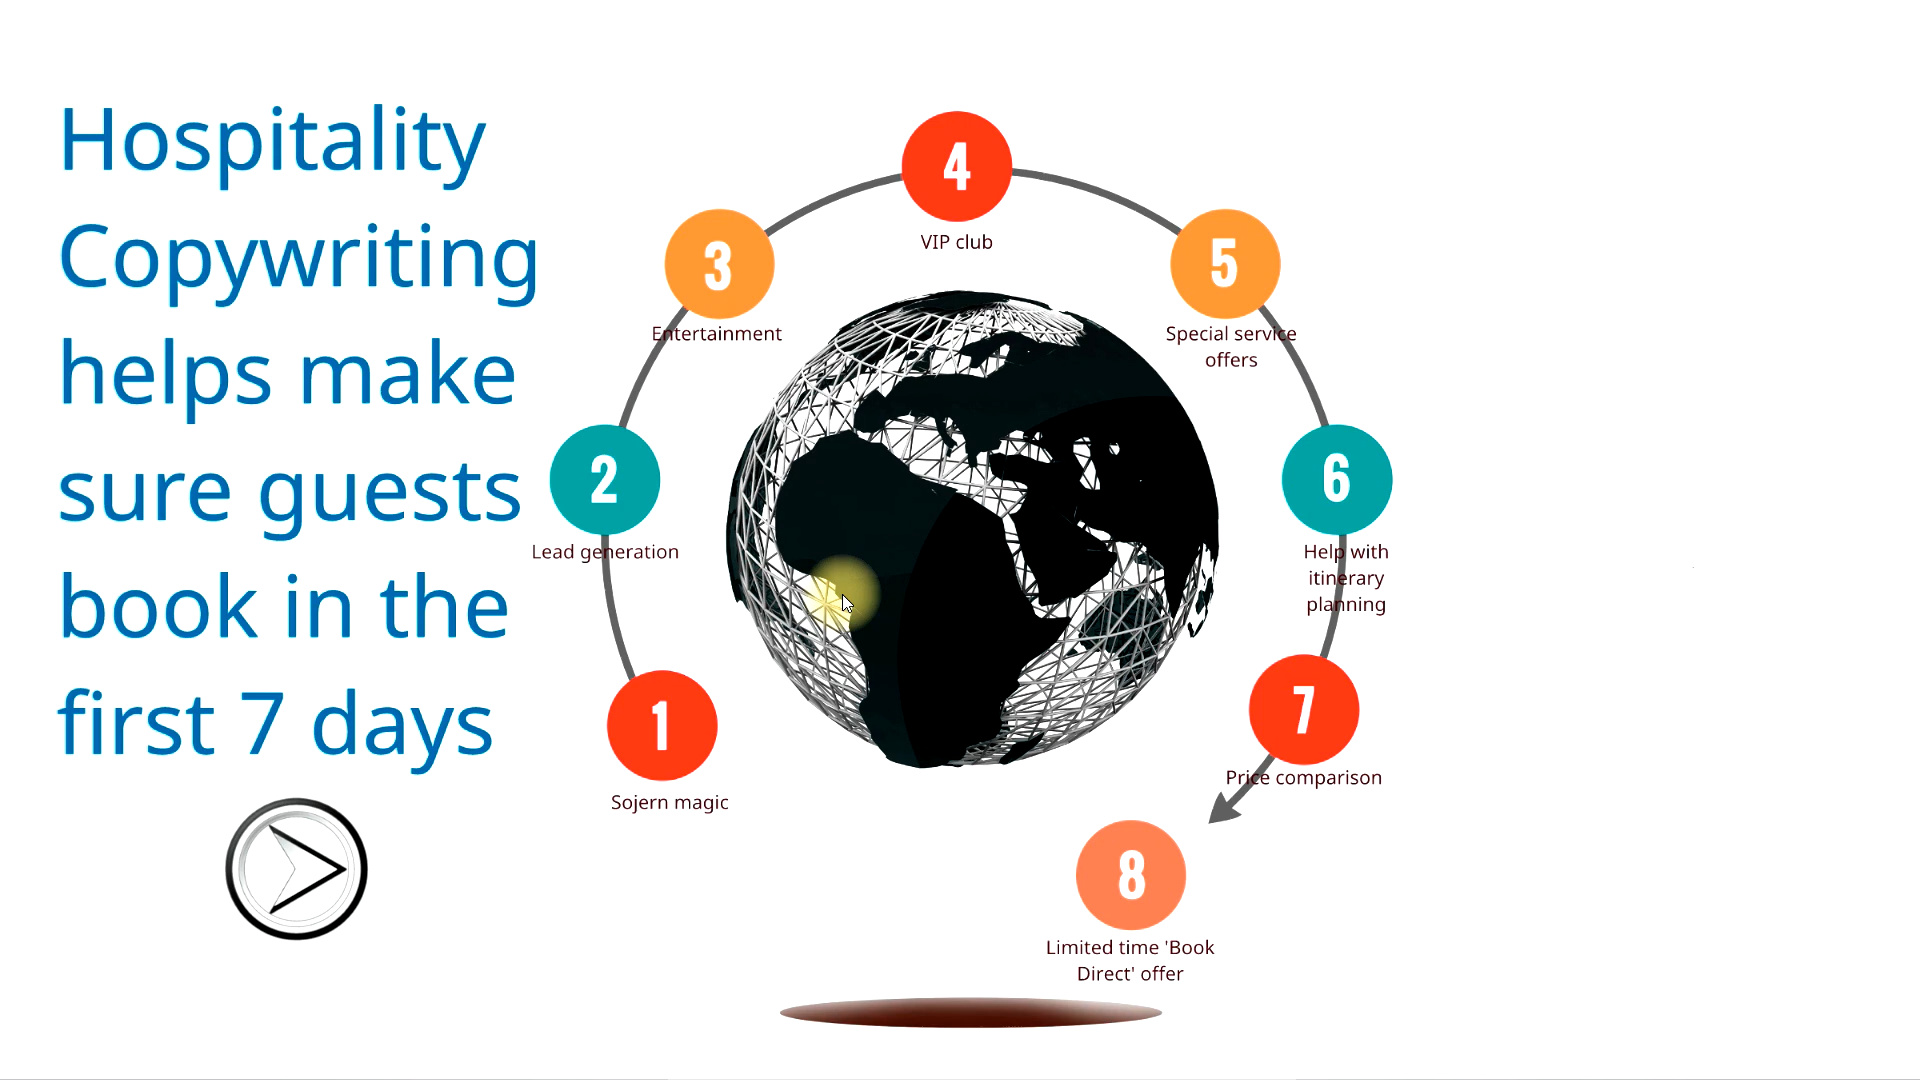 Hospitality
Copywriting
helps make
sure guests
book in the
first 7 days
1
Sojern magic
2
Lead generation
3
Entertainment
4
VIP club
5
Special service
offers
6
Help with
itinerary
planning
7
Price comparison
8
Limited time 'Book
Direct' offer